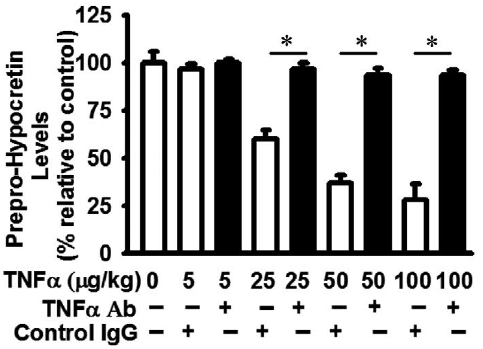 Prepro-Hypocretin
Levels
(% relative to control)
125
100
75
50
25
0
* * *
TNFα (μg/kg) 0 5 5 25 25 50 50 100 100
TNFα Ab − − + − + − + − +
Control IgG − + − + − + − + −